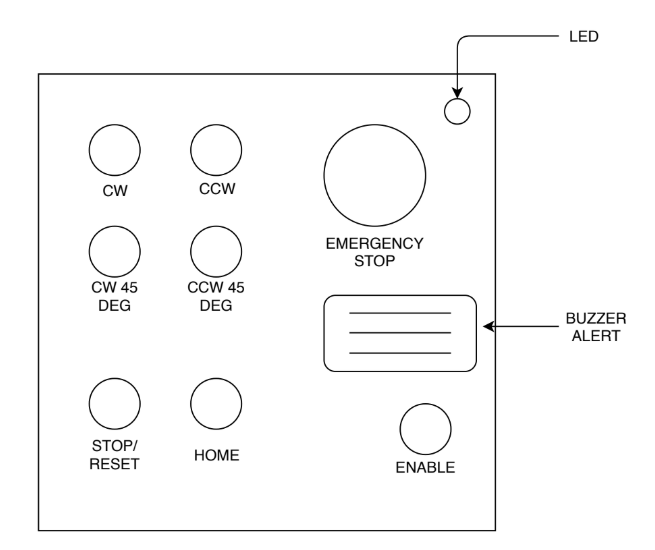 LED
CW
CCW
EMERGENCY
STOP
CW 45
DEG
CCW 45
DEG
BUZZER
ALERT
STOP/
RESET
HOME
ENABLE